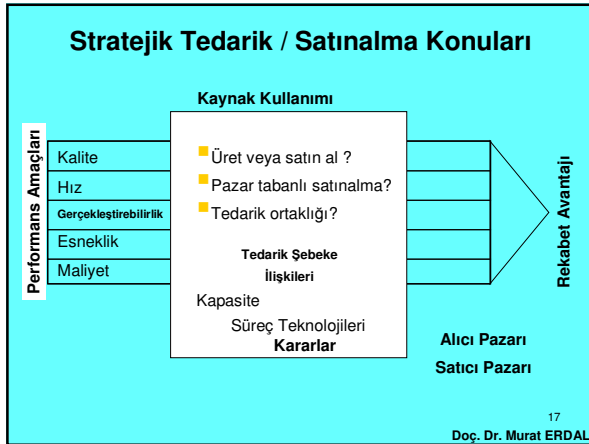 Stratejik Tedarik / Satınalma Konuları
Kaynak Kullanımı
Performans Amaçları
Kalite
Hız
Gerçekleştirebilirlik
Esneklik
Maliyet
Üret veya satın al ?
Pazar tabanlı satınalma?
Tedarik ortaklığı?
Tedarik Şebeke
İlişkileri
Kapasite
Süreç Teknolojileri
Kararlar
Rekabet Avantajı
Alıcı Pazarı
Satıcı Pazarı
17
Doç. Dr. Murat ERDAL